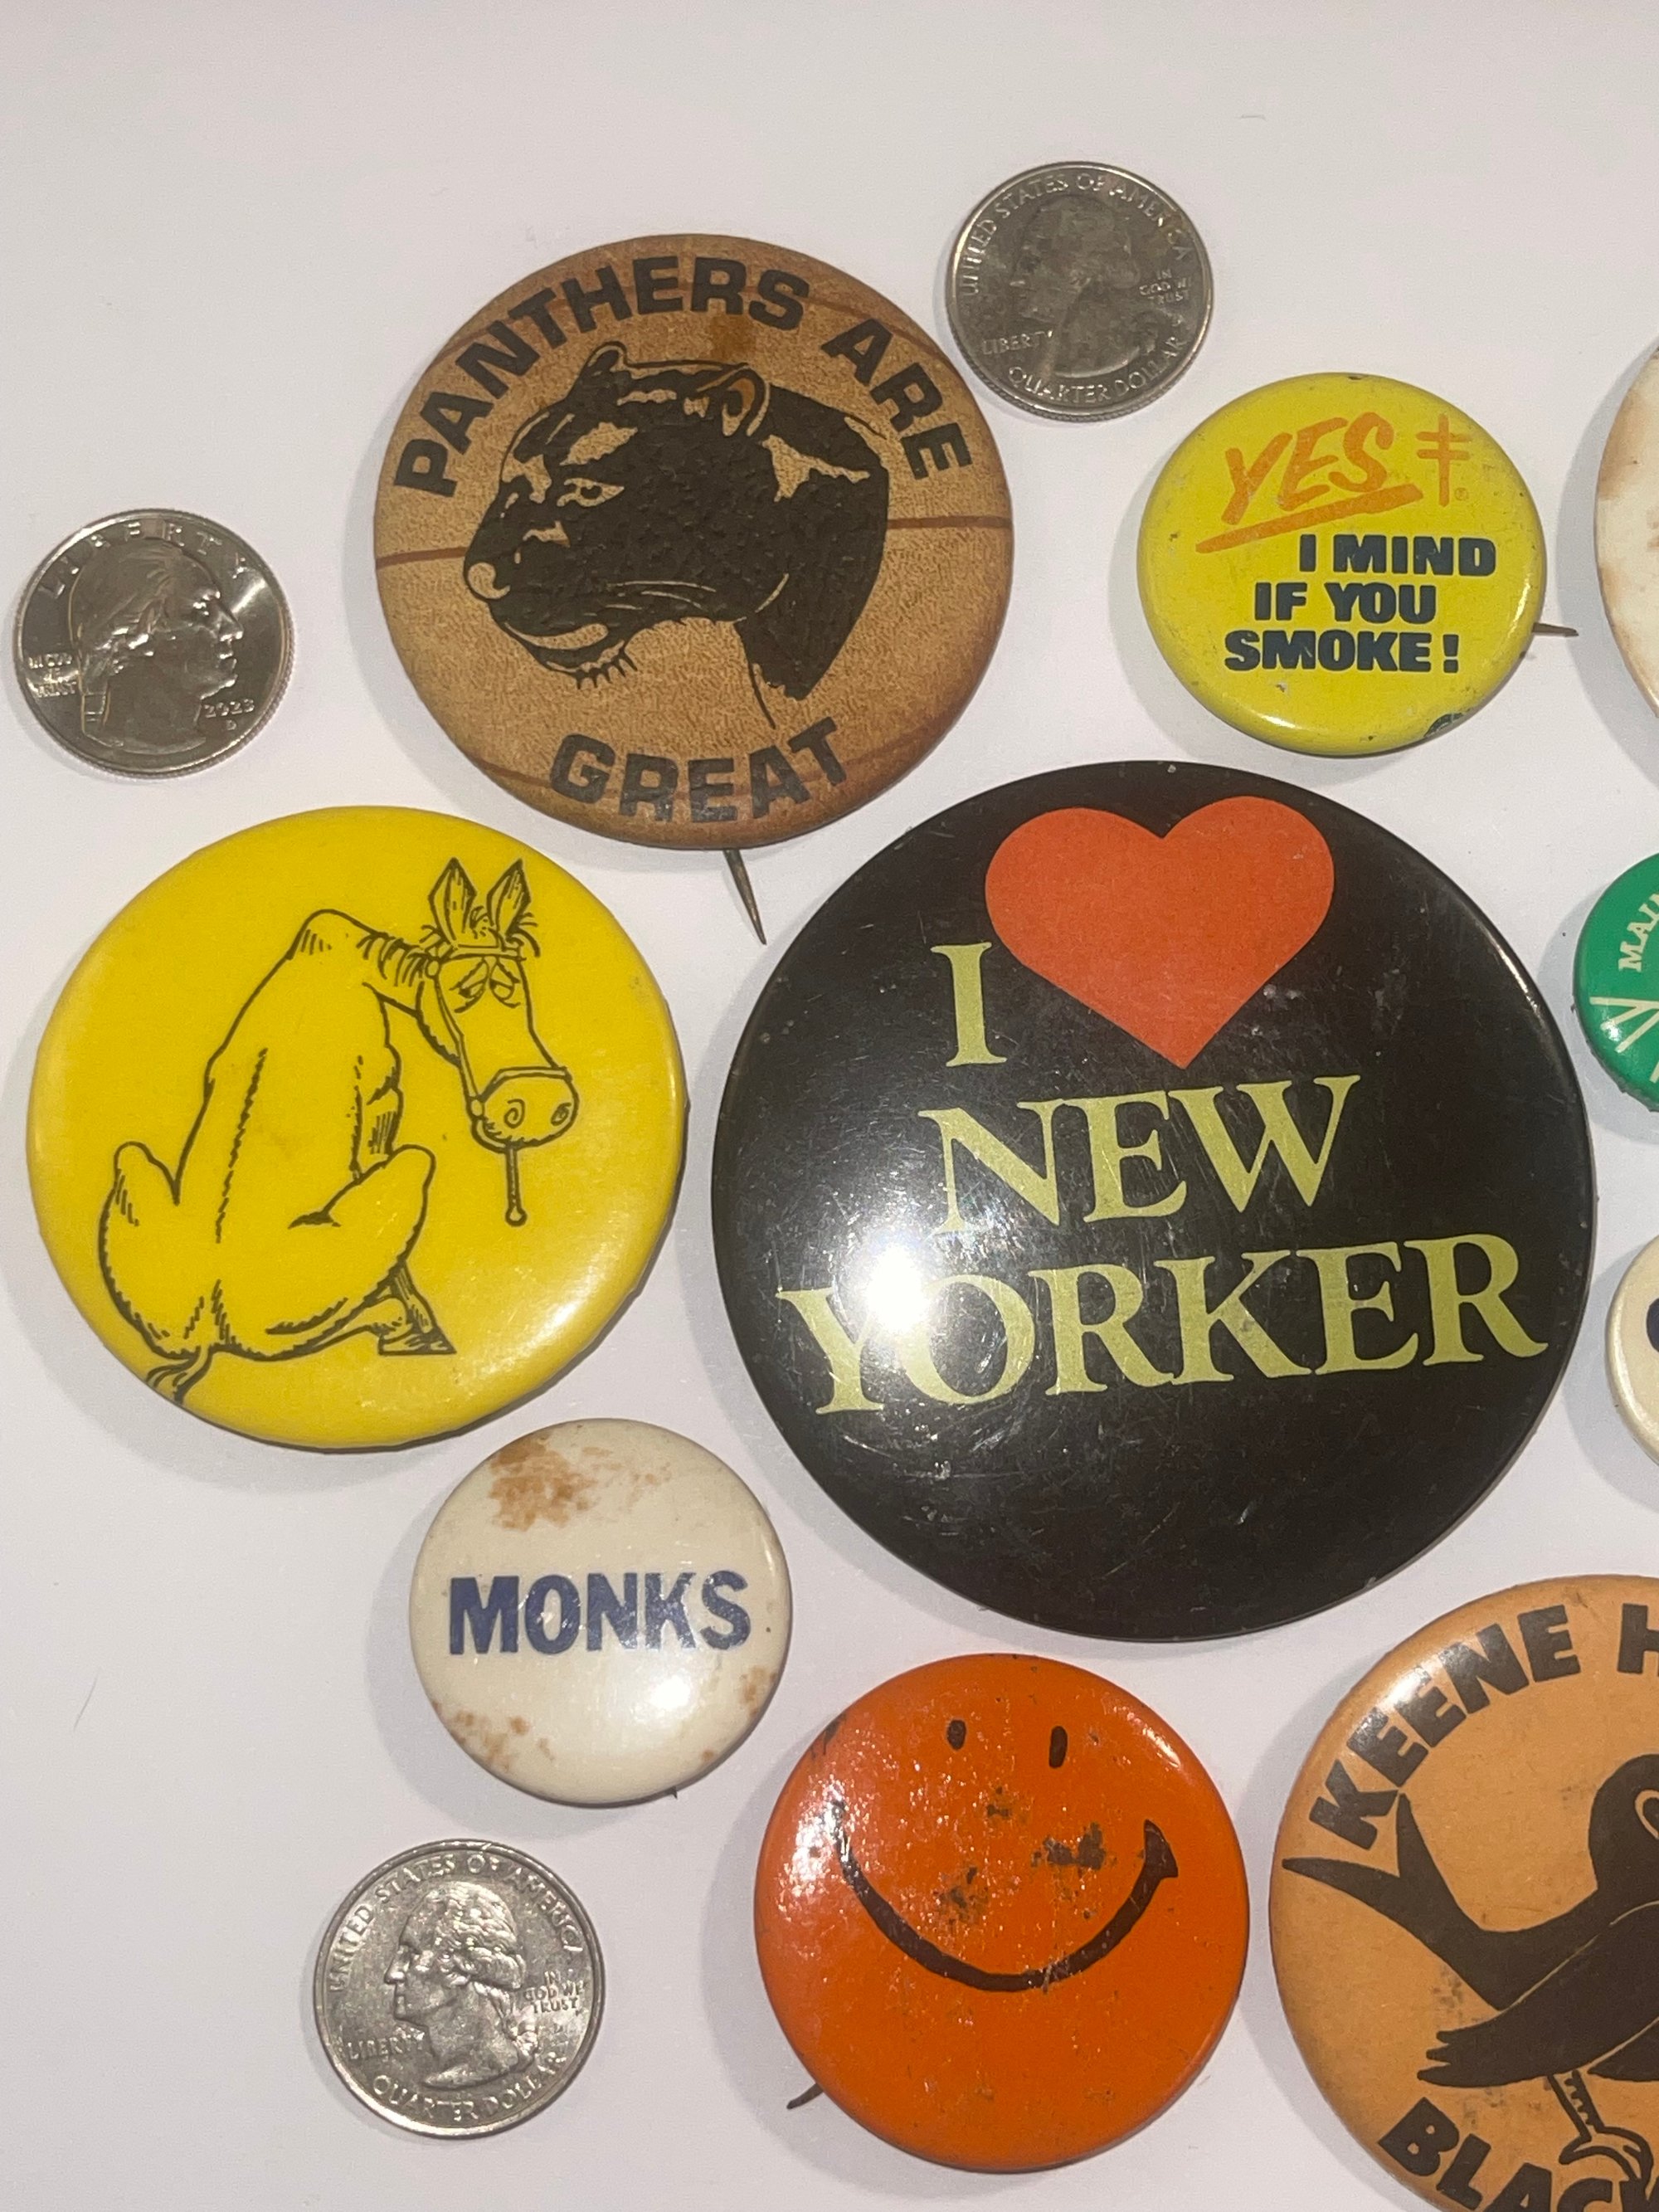 UNITED STATES OF AMERICA
IN
GOD WE
TRUST
LIBERTY
QUARTER DOLLAR
PANTHERS ARE
GREAT
YES
I MIND
IF YOU
SMOKE!
LIBERTY
IN GOD
WE
TRUST
2023
D
I
NEW
YORKER
MONKS
KEENE
UNITED STATES OF AMERICA
IN
GOD WE
TRUST
LIBERTY
QUARTER DOLLAR